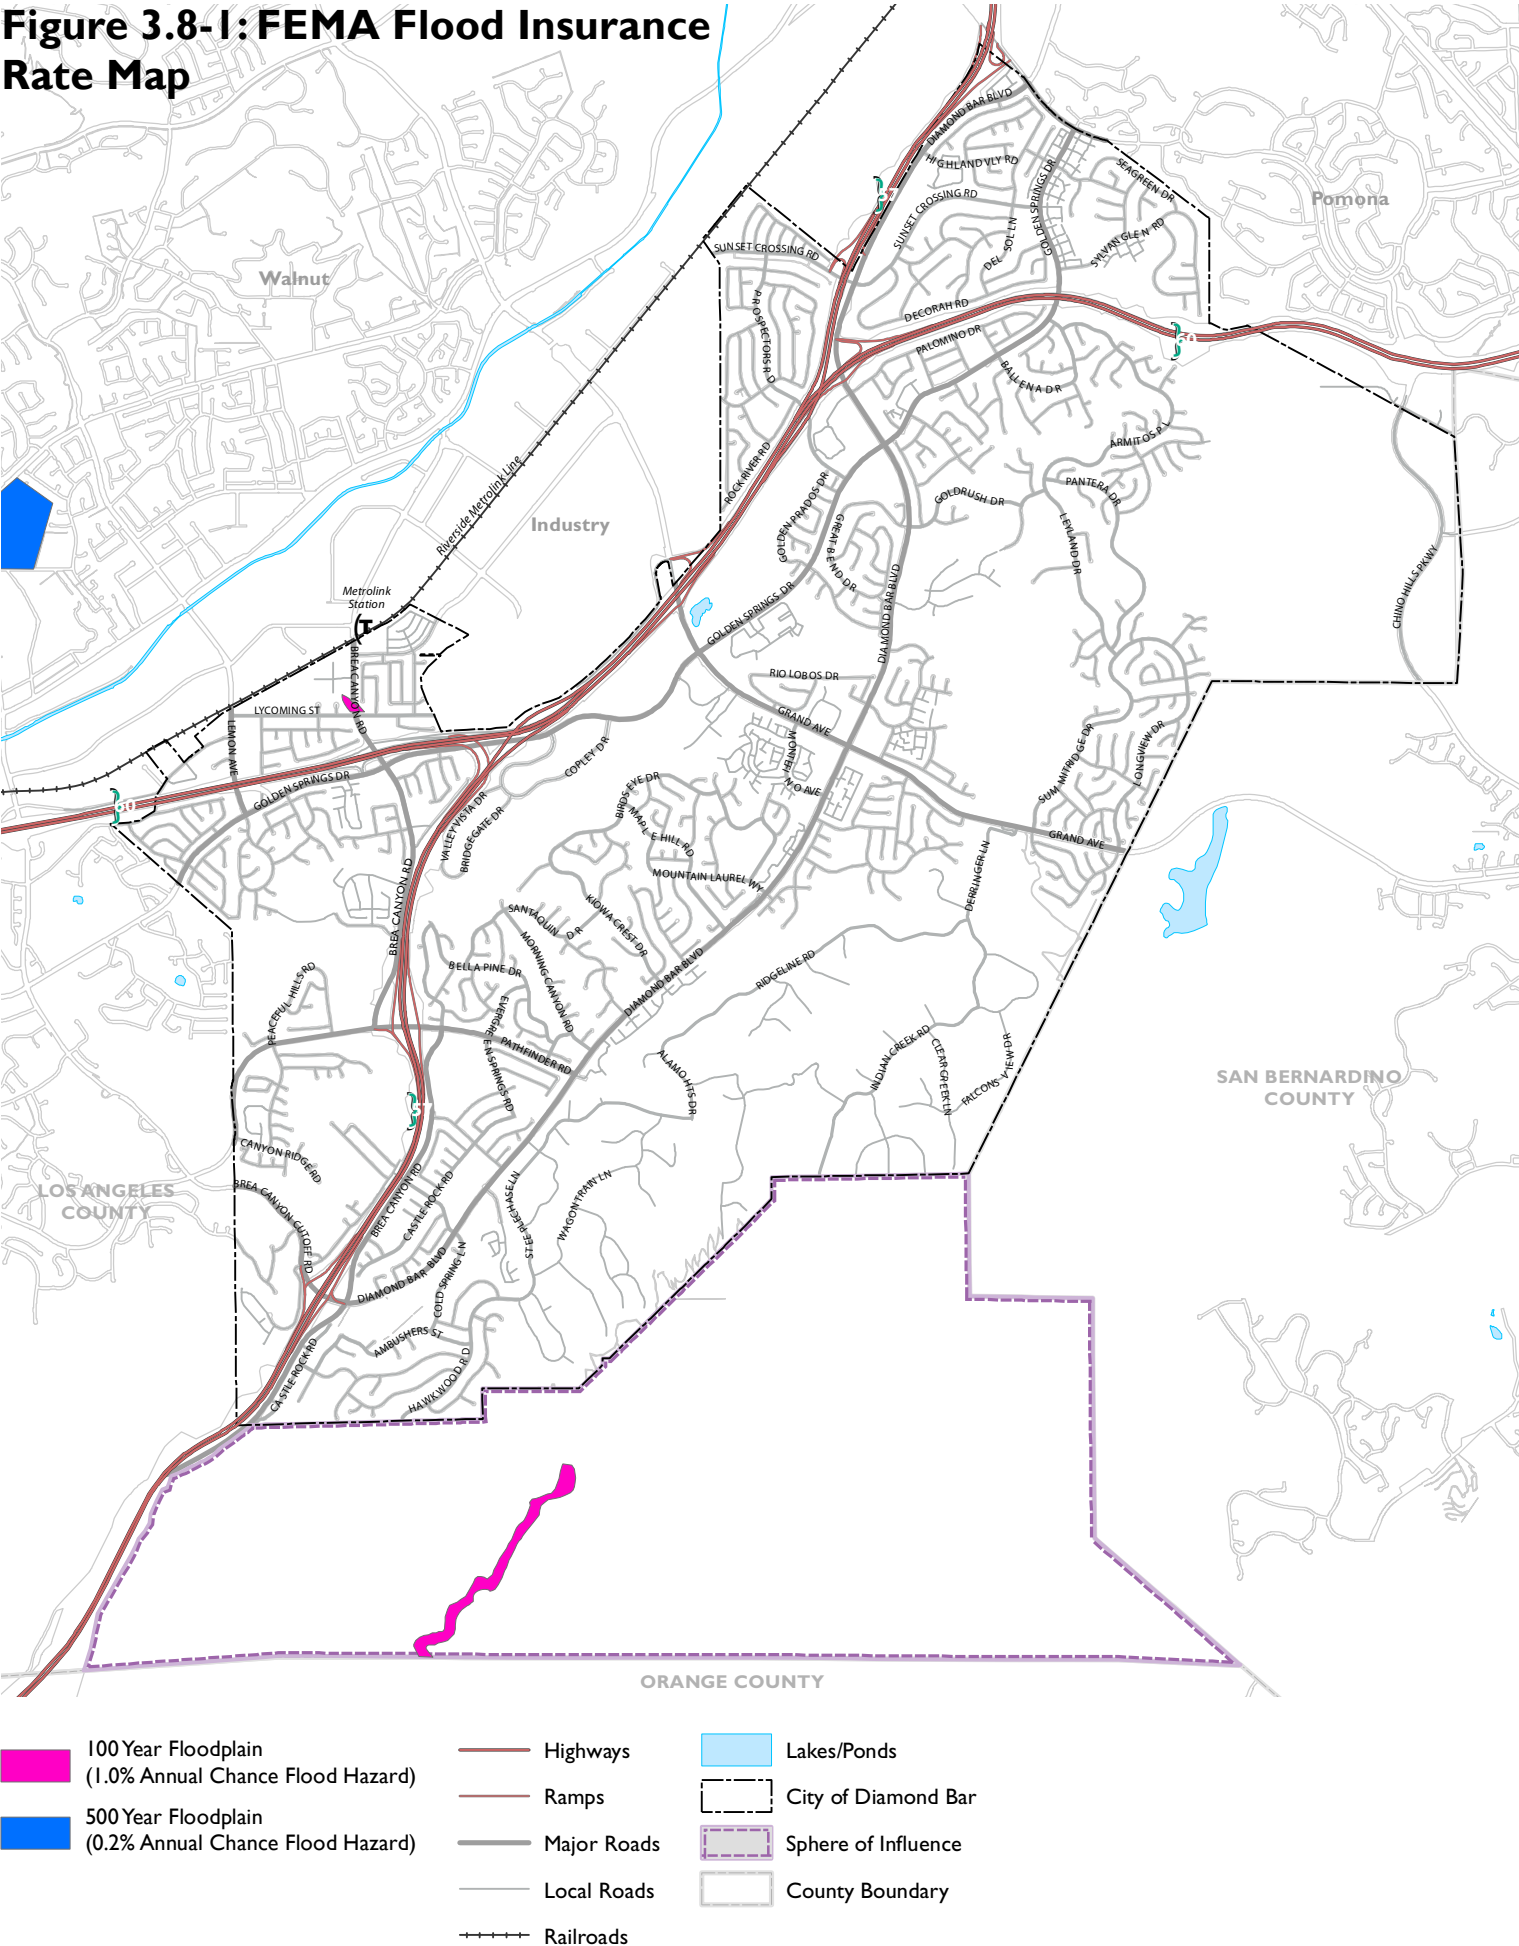 Figure 3.8-1: FEMA Flood Insurance
Rate Map
DIAMOND BAR BLVD
HIGHLAND VLY RD
SEAGREEN DR
Pomona
SUNSET CROSSING RD
GOLDEN SPRINGS DR
SUNSET CROSSING RD
DEL SOL LN
SYLVAN GLEN RD
Walnut
PROSPECTORS RD
DECORAH RD
PALOMINO DR
60
BALLENA DR
ARMITOS PL
ROCK RIVER RD
Riverside Metrolink Line
Industry
GOLDEN PRADOS DR
GOLDRUSH DR
PANTERA DR
GREAT BEND DR
LEYLAND DR
CHINO HILLS PKWY
DIAMOND BAR BLVD
Metrolink
Station
GOLDEN SPRINGS DR
BREA CANYON RD
RIO LOBOS DR
LYCOMING ST
GRAND AVE
LEMON AVE
COPLEY DR
MONTEFINO AVE
SUMMITRIDGE DR
LONGVIEW DR
GOLDEN SPRINGS DR
60
BIRDS EYE DR
MAPLE HILL RD
VALLEY VISTA DR
BRIDGEGATE DR
GRAND AVE
DERRINGER LN
MOUNTAIN LAUREL WY
BREA CANYON RD
SANTAQUIN DR
KIOWA CREST DR
MORNING CANYON RD
BELLA PINE DR
DIAMOND BAR BLVD
RIDGELINE RD
PEACEFUL HILLS RD
EVERGREEN SPRINGS RD
PATHFINDER RD
ALAMO HTS DR
INDIAN CREEK RD
CLEAR CREEK LN
FALCONS VIEW DR
SAN BERNARDINO
COUNTY
57
CANYON RIDGE RD
LOS ANGELES
COUNTY
BREA CANYON CUTOFF RD
BREA CANYON RD
CASTLE ROCK RD
STEEPLECHASE LN
WAGON TRAIN LN
DIAMOND BAR BLVD
COLD SPRING LN
AMBUSHERS ST
CASTLE ROCK RD
HAWKWOOD RD
ORANGE COUNTY
100 Year Floodplain
(1.0% Annual Chance Flood Hazard)
500 Year Floodplain
(0.2% Annual Chance Flood Hazard)
Highways
Ramps
Major Roads
Local Roads
Railroads
Lakes/Ponds
City of Diamond Bar
Sphere of Influence
County Boundary